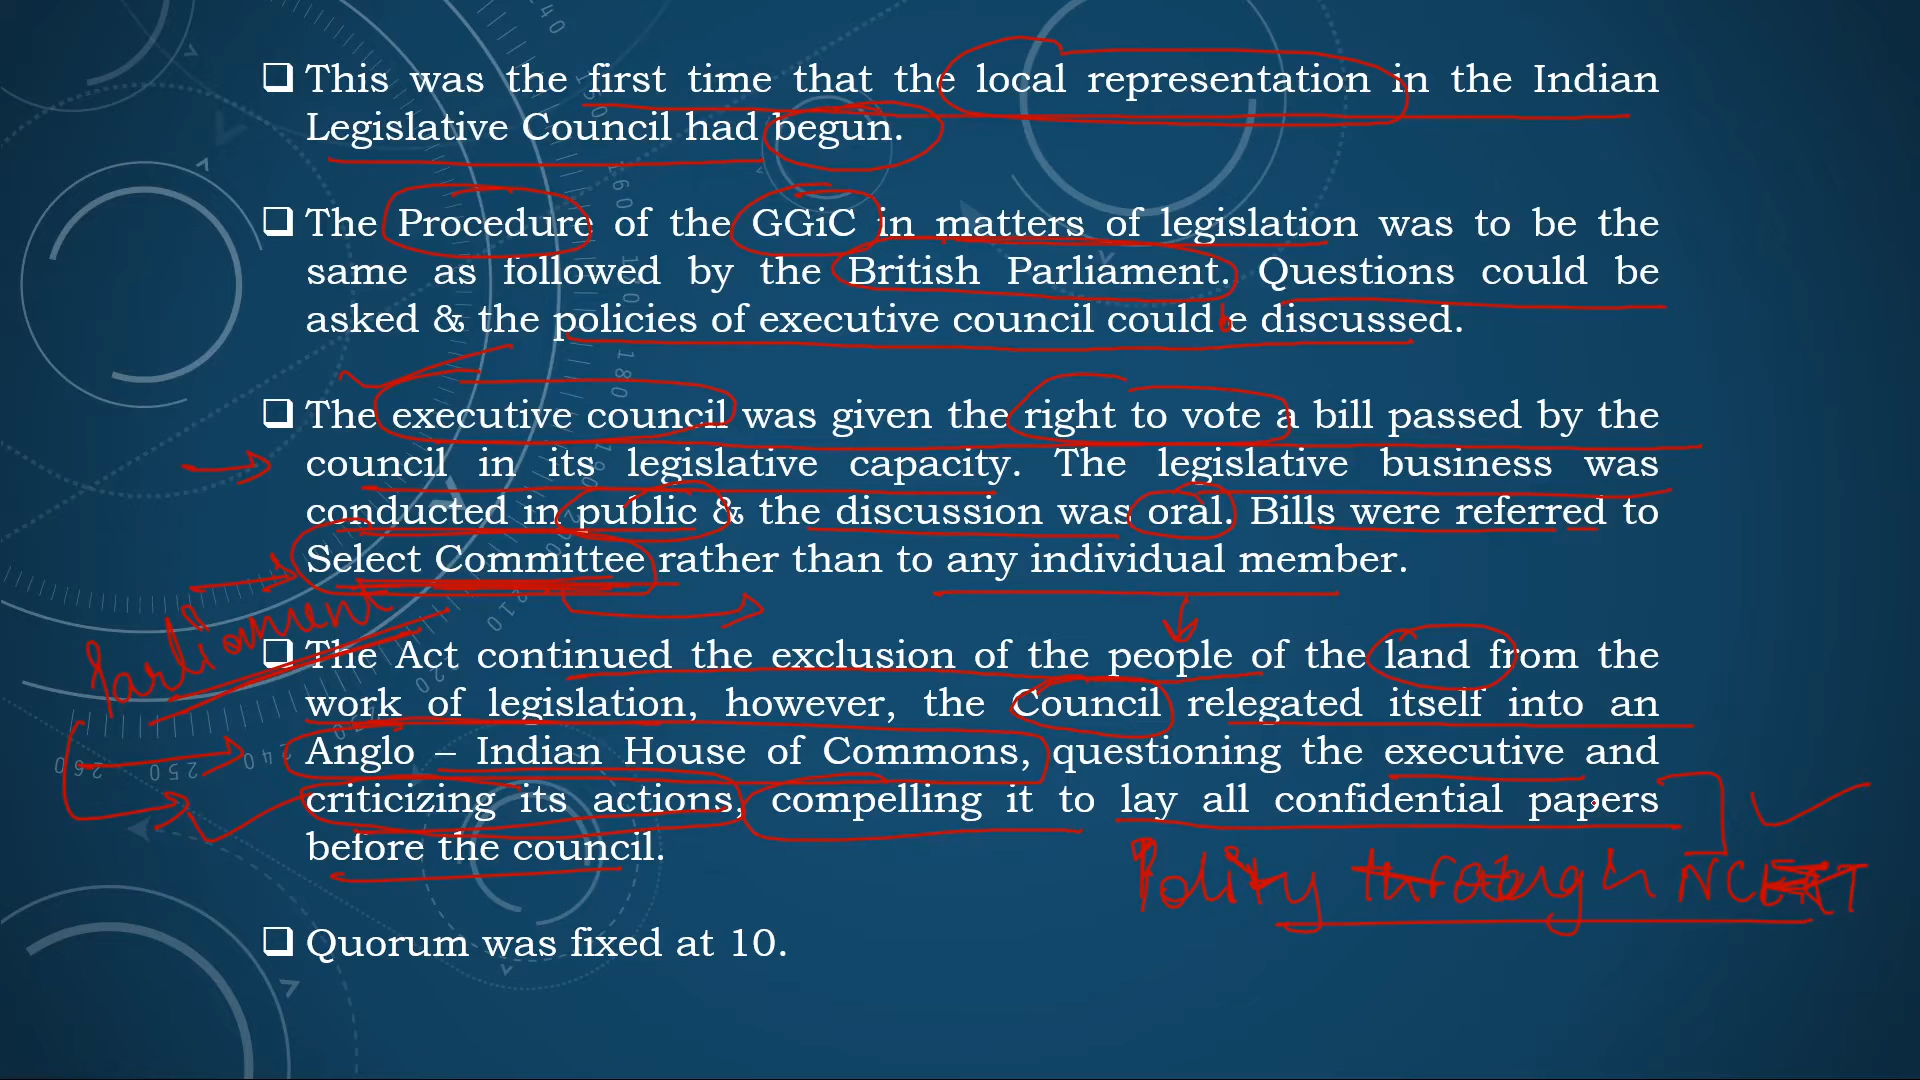 ❑ This was the first time that the local representation in the Indian
Legislative Council had begun.
❑ The Procedure of the GGiC in matters of legislation was to be the
same as followed by the British Parliament. Questions could be
asked & the policies of executive council could be discussed.
❑ The executive council was given the right to vote a bill passed by the
council in its legislative capacity. The legislative business was
conducted in public & the discussion was oral. Bills were referred to
Select Committee rather than to any individual member.
Parliament
❑ The Act continued the exclusion of the people of the land from the
work of legislation, however, the Council relegated itself into an
Anglo – Indian House of Commons, questioning the executive and
criticizing its actions, compelling it to lay all confidential papers
before the council.
Polity through NCERT
❑ Quorum was fixed at 10.
260 250 240
210
180
160